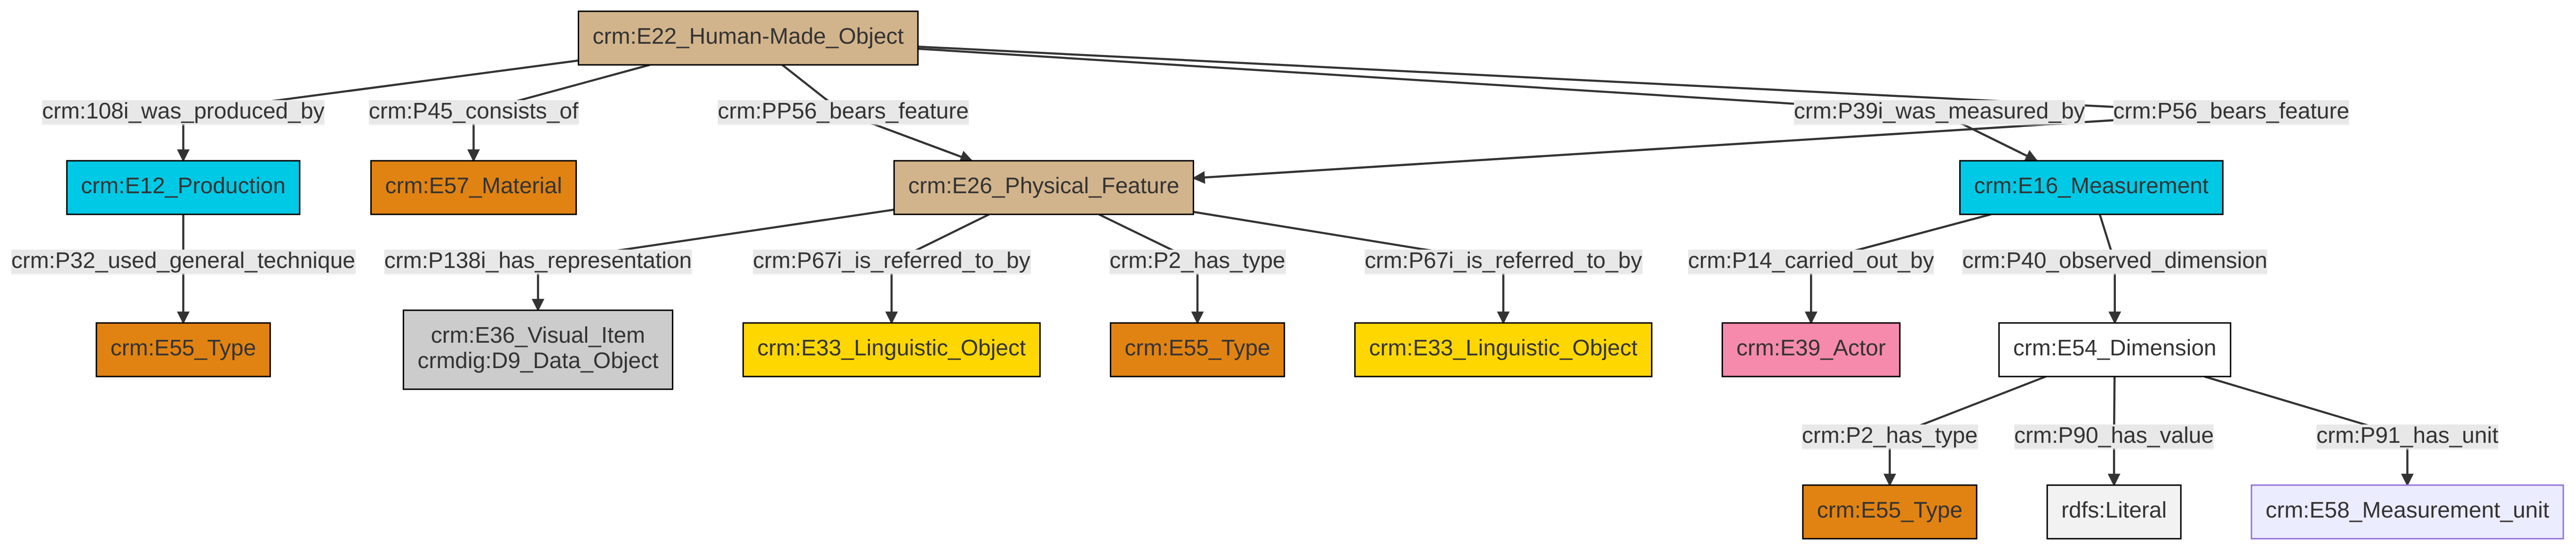 crm:E22_Human-Made_Object
crm:108i_was_produced_by
crm:P45_consists_of
crm:PP56_bears_feature
crm:P39i_was_measured_by
crm:P56_bears_feature
crm:E12_Production
crm:E57_Material
crm:E26_Physical_Feature
crm:E16_Measurement
crm:P32_used_general_technique
crm:P138i_has_representation
crm:P67i_is_referred_to_by
crm:P2_has_type
crm:P67i_is_referred_to_by
crm:P14_carried_out_by
crm:P40_observed_dimension
crm:E55_Type
crm:E36_Visual_Item
crmdig:D9_Data_Object
crm:E33_Linguistic_Object
crm:E55_Type
crm:E33_Linguistic_Object
crm:E39_Actor
crm:E54_Dimension
crm:P2_has_type
crm:P90_has_value
crm:P91_has_unit
crm:E55_Type
rdfs:Literal
crm:E58_Measurement_unit